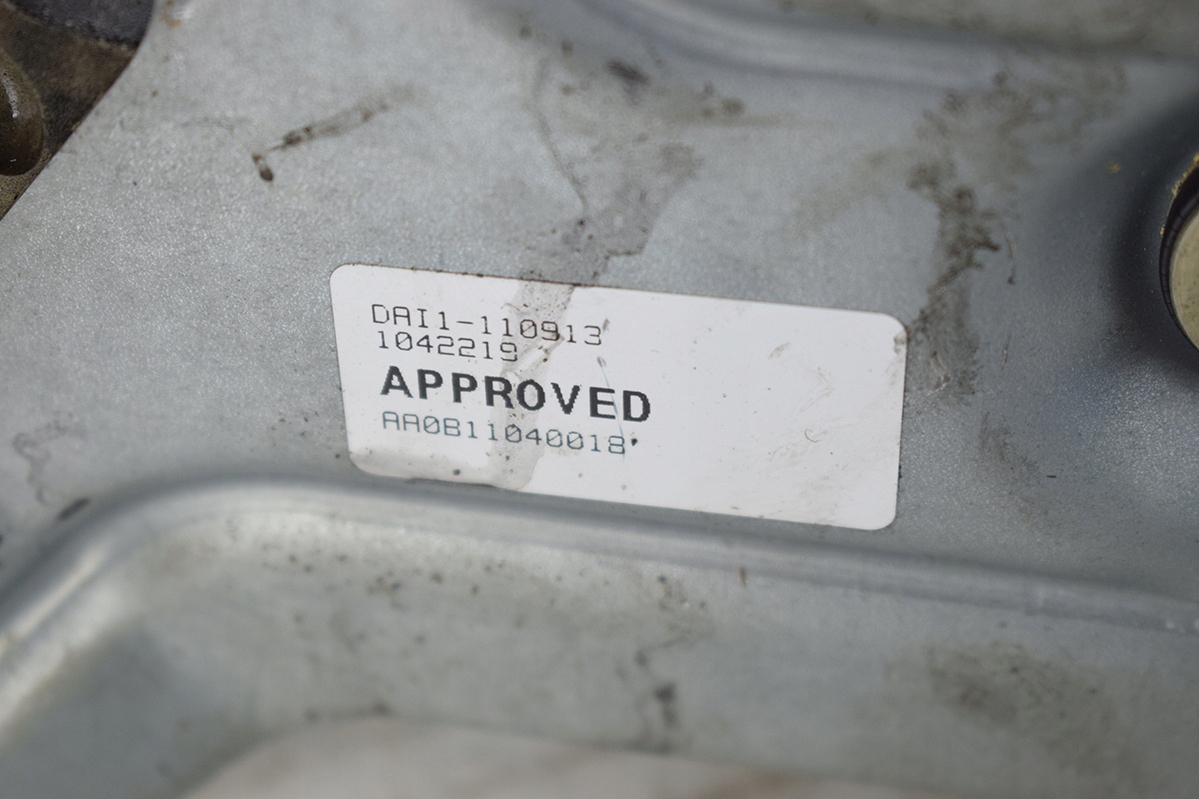 DAI1-110913
1042219
APPROVED
AA0B11040018